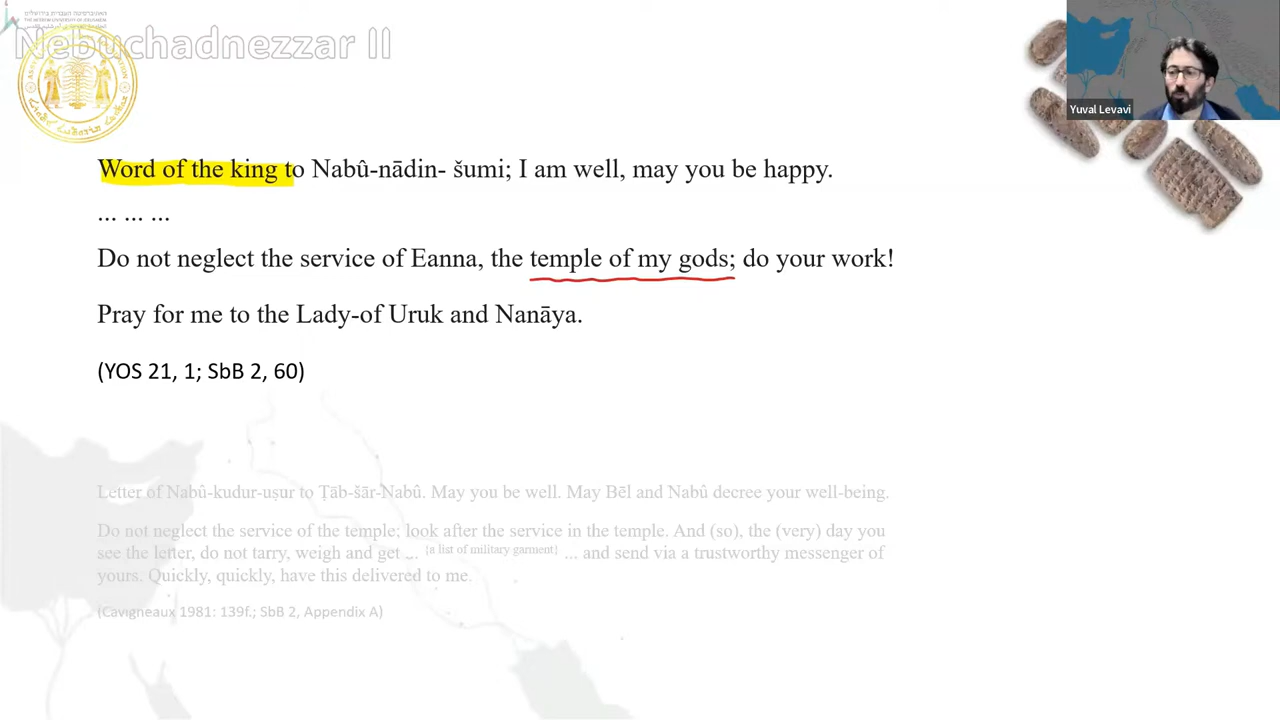 Nebuchadnezzar II
Yuval Levavi
Word of the king to Nabû-nādin- šumi; I am well, may you be happy.
... ... ...
Do not neglect the service of Eanna, the temple of my gods; do your work!
Pray for me to the Lady-of Uruk and Nanāya.
(YOS 21, 1; SbB 2, 60)
Letter of Nabû-kudur-uṣur to Ṭāb-šār-Nabû. May you be well. May Bēl and Nabû decree your well-being.
Do not neglect the service of the temple; look after the service in the temple. And (so), the (very) day you
see the letter, do not tarry, weigh and get ... {a list of military garment} ... and send via a trustworthy messenger of
yours. Quickly, quickly, have this delivered to me.
(Cavigneaux 1981: 139f.; SbB 2, Appendix A)